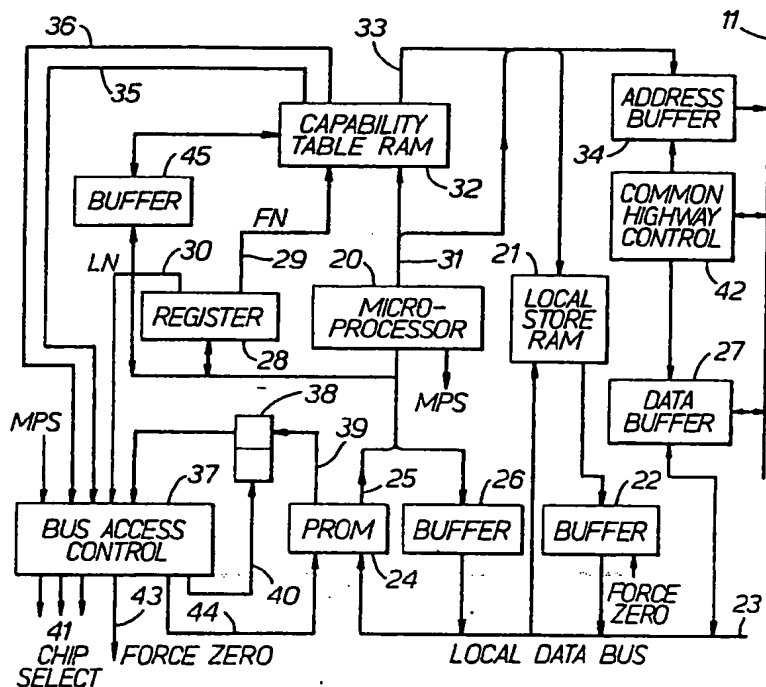 36
35
33
11
CAPABILITY
TABLE RAM
32
ADDRESS
BUFFER
34
45
BUFFER
FN
COMMON
HIGHWAY
CONTROL
42
30
LN
29
20
31
21
REGISTER
28
MICRO-
PROCESSOR
LOCAL
STORE
RAM
27
DATA
BUFFER
MPS
MPS
38
39
37
25
26
22
BUS ACCESS
CONTROL
PROM
24
BUFFER
BUFFER
FORCE
ZERO
40
43
44
41
CHIP
SELECT
FORCE ZERO
LOCAL DATA BUS
23